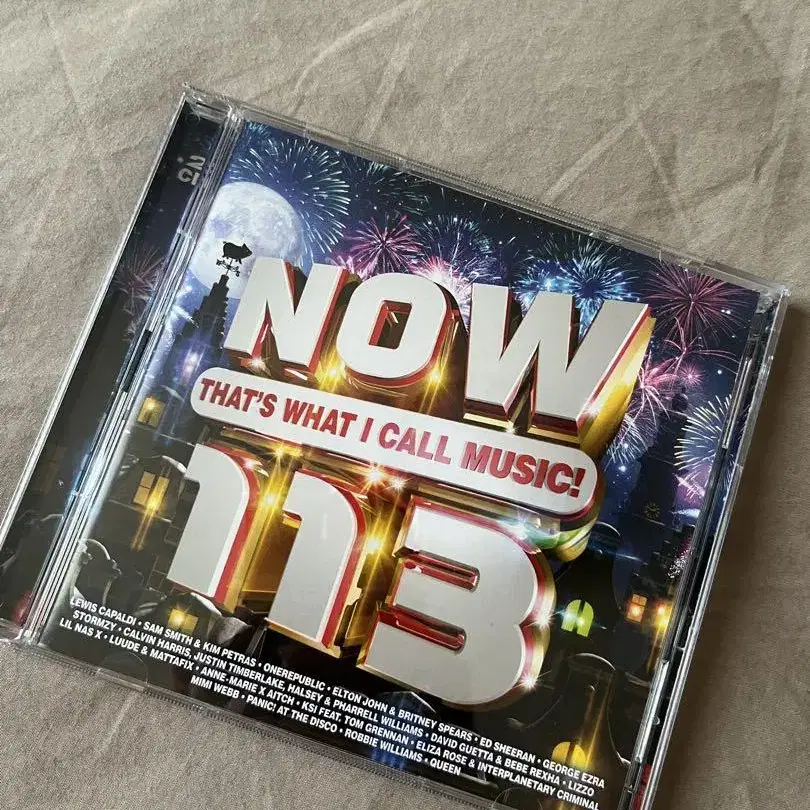 NOW
THAT'S WHAT I CALL MUSIC!
113
LEWIS CAPALDI • SAM SMITH & KIM PETRAS • ONEREPUBLIC • ELTON JOHN & BRITNEY SPEARS • ED SHEERAN • GEORGE EZRA
STORMZY • CALVIN HARRIS, JUSTIN TIMBERLAKE, HALSEY & PHARRELL WILLIAMS • DAVID GUETTA & BEBE REXHA • LIZZO
LIL NAS X • LUUDE & MATTAFIX • ANNE-MARIE X AITCH • KSI FEAT. TOM GRENNAN • ELIZA ROSE & INTERPLANETARY CRIMINAL
MIMI WEBB • PANIC! AT THE DISCO • ROBBIE WILLIAMS • QUEEN